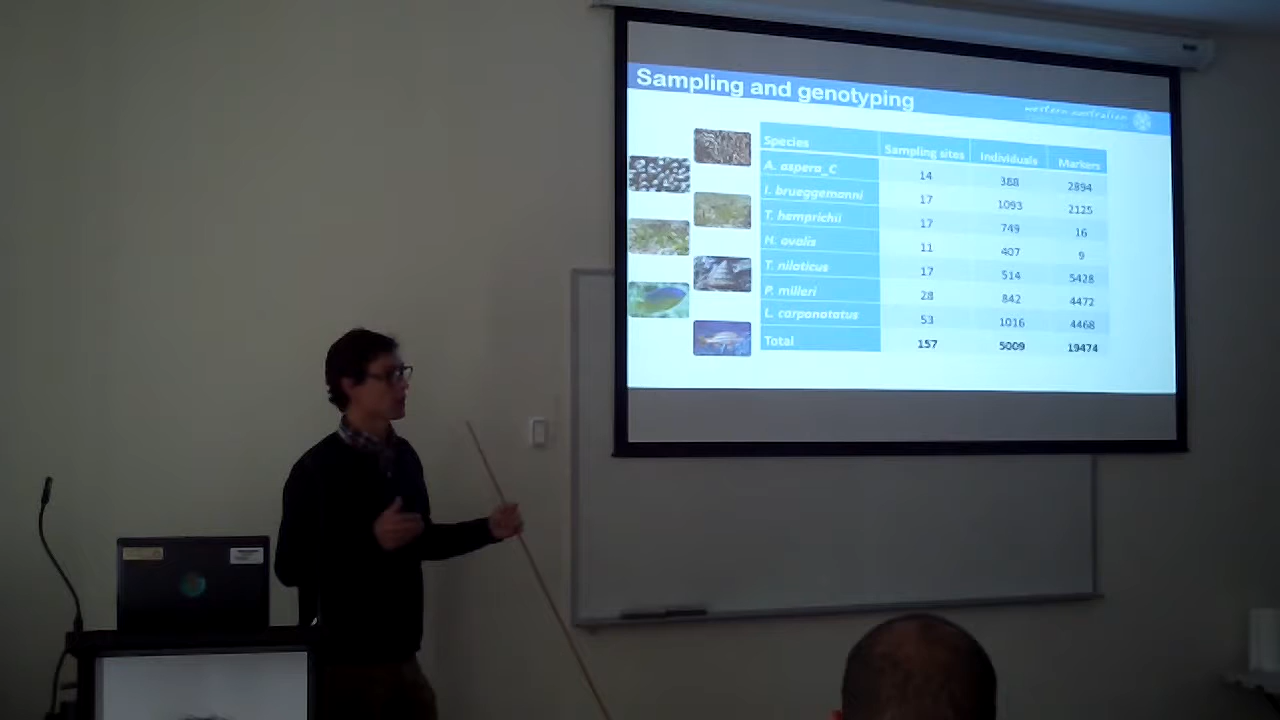 Sampling and genotyping
western australian
Species Sampling sites Individuals Markers
A. aspera_C 14 388 2894
I. brueggemanni 17 1093 2125
T. hemprichii 17 749 16
H. ovalis 11 407 9
T. niloticus 17 514 5428
P. milleri 28 842 4472
L. carponotatus 53 1016 4468
Total 157 5009 19474